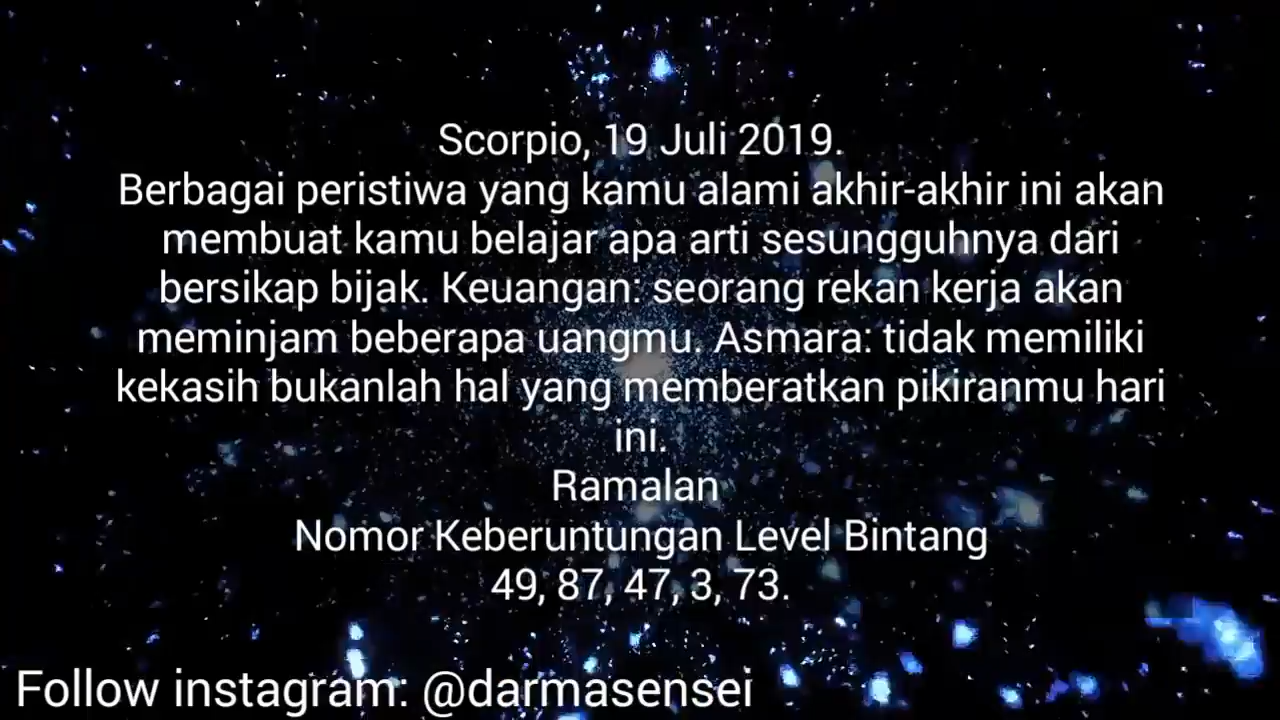 Scorpio, 19 Juli 2019.
Berbagai peristiwa yang kamu alami akhir-akhir ini akan
membuat kamu belajar apa arti sesungguhnya dari
bersikap bijak. Keuangan: seorang rekan kerja akan
meminjam beberapa uangmu. Asmara: tidak memiliki
kekasih bukanlah hal yang memberatkan pikiranmu hari
ini.
Ramalan
Nomor Keberuntungan Level Bintang
49, 87, 47, 3, 73.
Follow instagram: @darmasensei